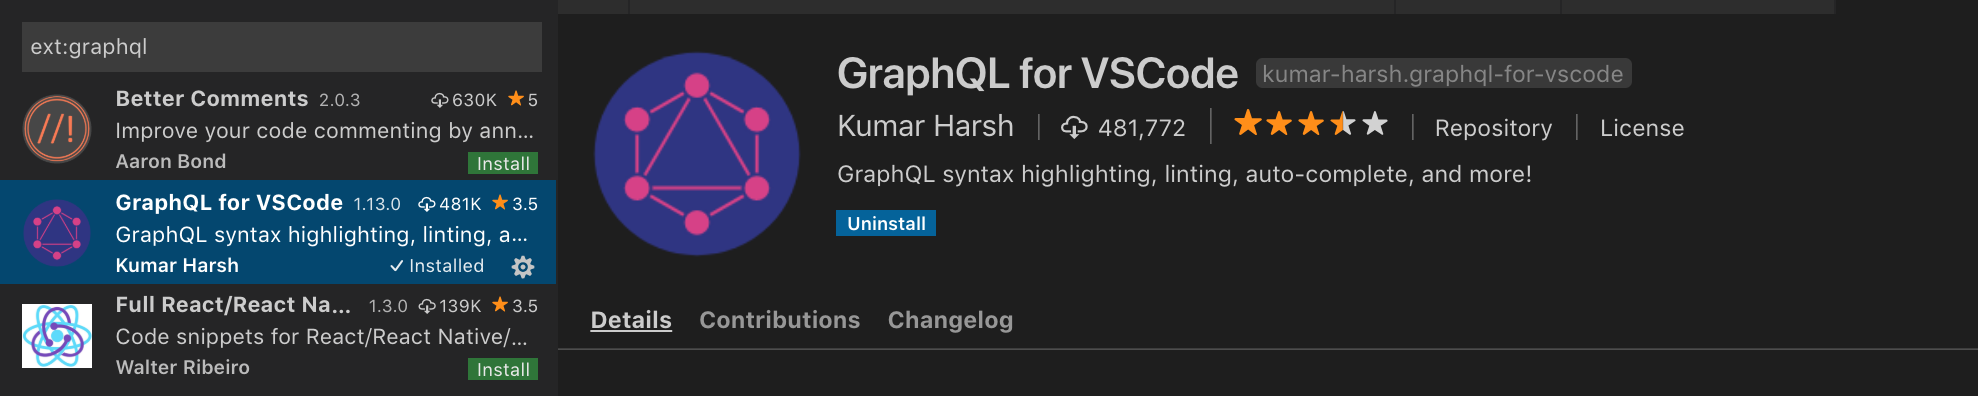 ext:graphql
Better Comments 2.0.3 630K 5
Improve your code commenting by ann...
Aaron Bond Install
GraphQL for VSCode 1.13.0 481K 3.5
GraphQL syntax highlighting, linting, a...
Kumar Harsh Installed
Full React/React Na... 1.3.0 139K 3.5
Code snippets for React/React Native/...
Walter Ribeiro Install
GraphQL for VSCode kumar-harsh.graphql-for-vscode
Kumar Harsh | 481,772 | Repository | License
GraphQL syntax highlighting, linting, auto-complete, and more!
Uninstall
Details Contributions Changelog